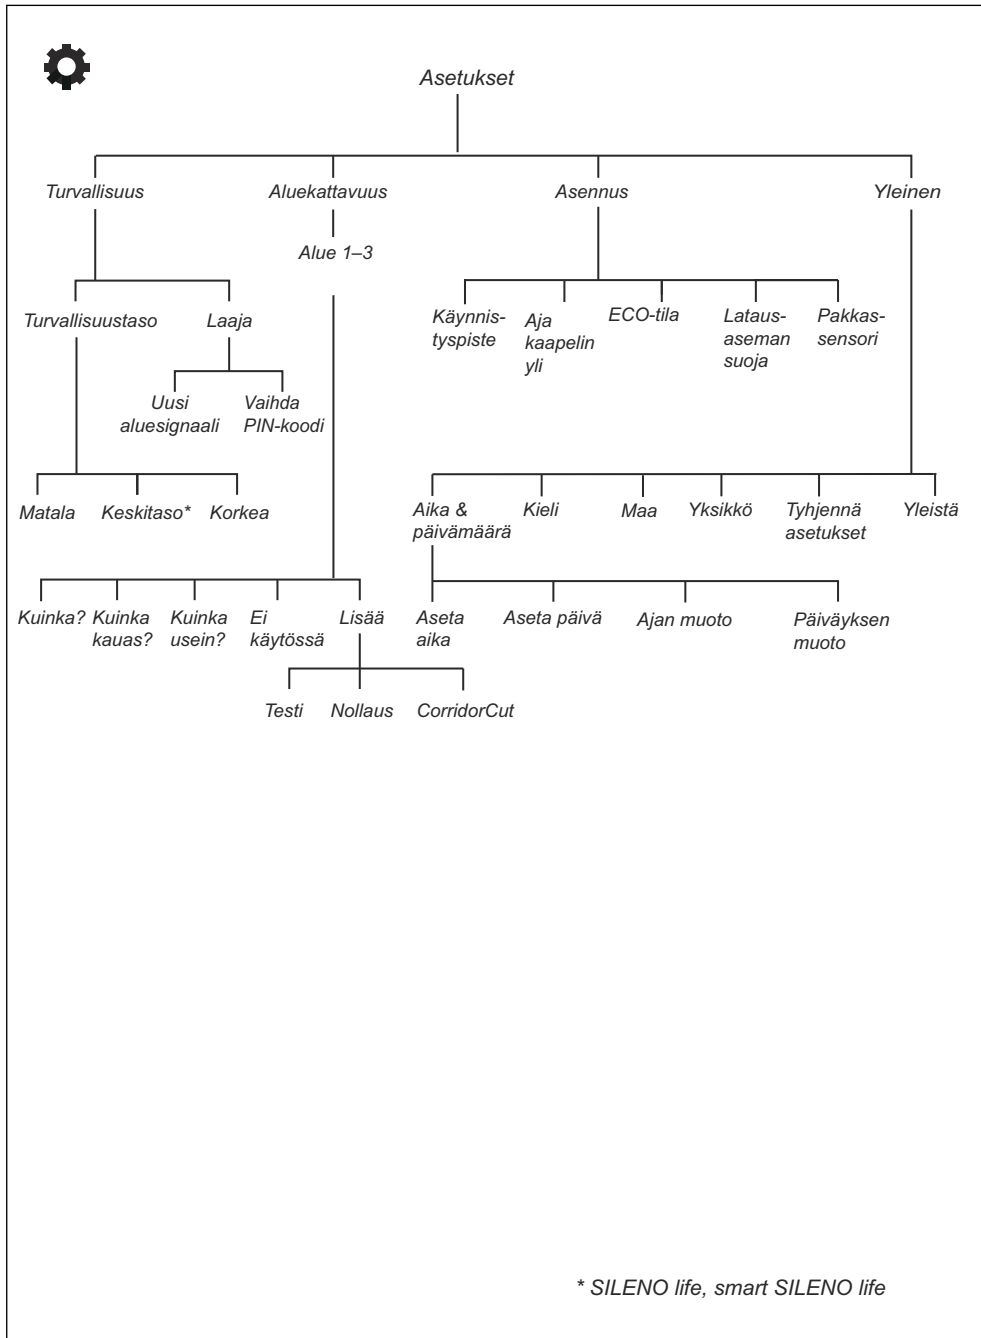 Asetukset
Turvallisuus
Aluekattavuus
Asennus
Yleinen
Alue 1–3
Turvallisuustaso
Laaja
Käynnis-
tyspiste
Aja
kaapelin
yli
ECO-tila
Lataus-
aseman
suoja
Pakkas-
sensori
Uusi
aluesignaali
Vaihda
PIN-koodi
Matala
Keskitaso*
Korkea
Aika &
päivämäärä
Kieli
Maa
Yksikkö
Tyhjennä
asetukset
Yleistä
Kuinka?
Kuinka
kauas?
Kuinka
usein?
Ei
käytössä
Lisää
Aseta
aika
Aseta päivä
Ajan muoto
Päiväyksen
muoto
Testi
Nollaus
CorridorCut
* SILENO life, smart SILENO life